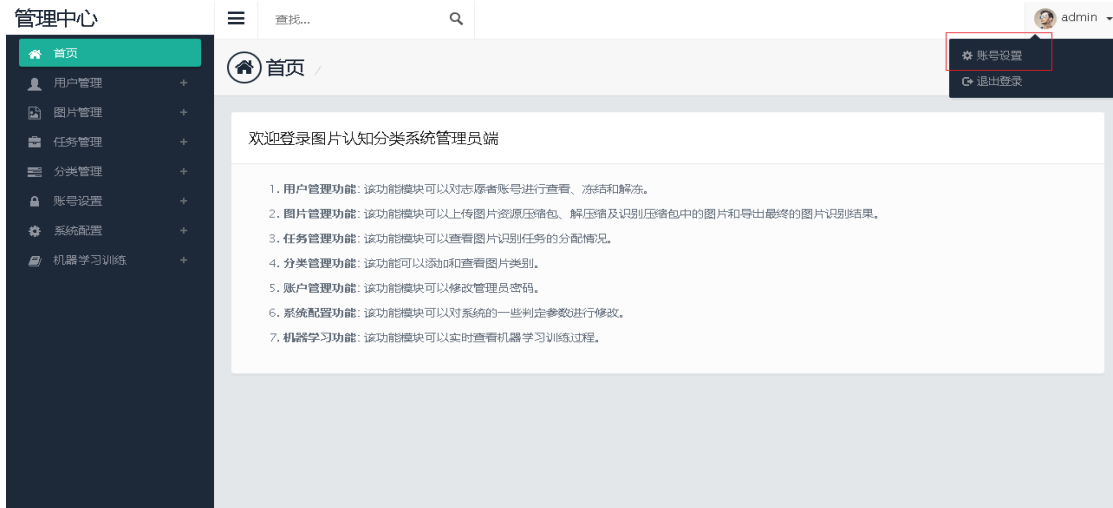 管理中心
查找...
admin
首页
用户管理 +
图片管理 +
任务管理 +
分类管理 +
账号设置 +
系统配置 +
机器学习训练 +
账号设置
退出登录
首页 /
欢迎登录图片认知分类系统管理员端
1. 用户管理功能: 该功能模块可以对志愿者账号进行查看、冻结和解冻。
2. 图片管理功能: 该功能模块可以上传图片资源压缩包、解压缩及识别压缩包中的图片和导出最终的图片识别结果。
3. 任务管理功能: 该功能模块可以查看图片识别任务的分配情况。
4. 分类管理功能: 该功能可以添加和查看图片类别。
5. 账户管理功能: 该功能模块可以修改管理员密码。
6. 系统配置功能: 该功能模块可以对系统的一些判定参数进行修改。
7. 机器学习功能: 该功能模块可以实时查看机器学习训练过程。